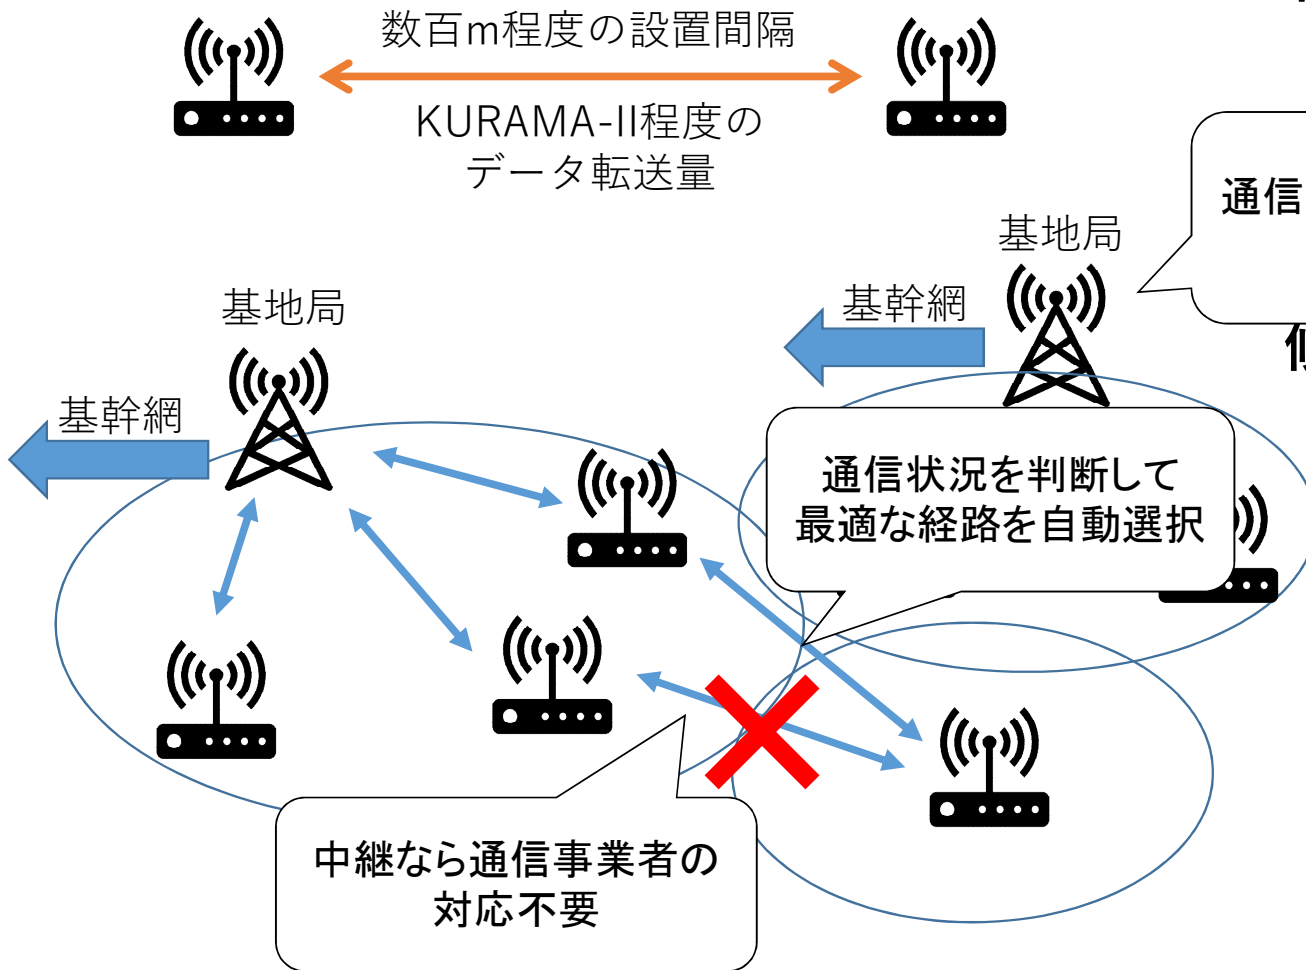 数百m程度の設置間隔
KURAMA-II程度の
データ転送量
通信
基地局
基幹網
基地局
基幹網
通信状況を判断して
最適な経路を自動選択
中継なら通信事業者の
対応不要